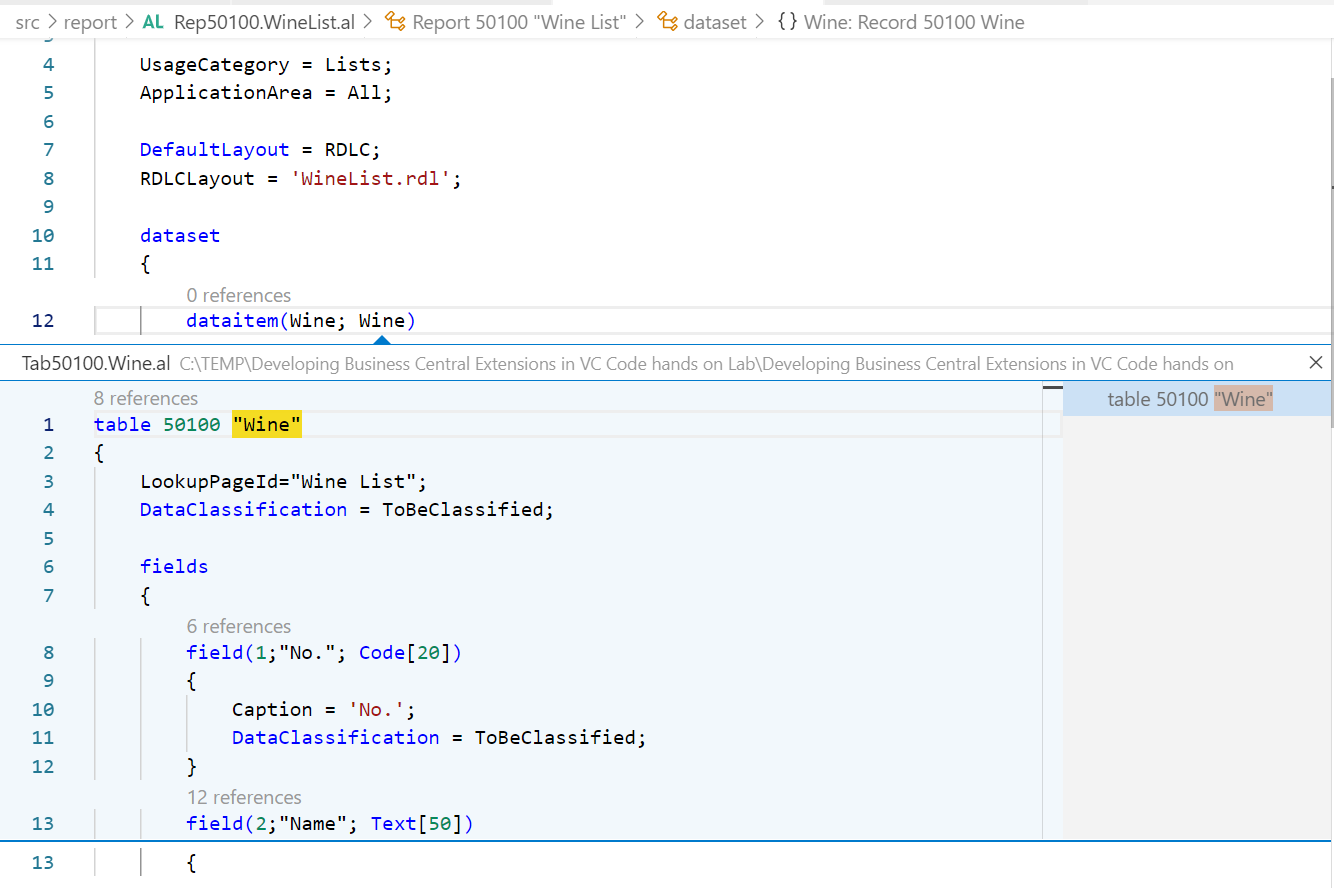 src > report > AL Rep50100.WineList.al > Report 50100 "Wine List" > dataset > {} Wine: Record 50100 Wine
4 UsageCategory = Lists;
5 ApplicationArea = All;
6
7 DefaultLayout = RDLC;
8 RDLCLayout = 'WineList.rdl';
9
10 dataset
11 {
0 references
12 dataitem(Wine; Wine)
Tab50100.Wine.al C:\TEMP\Developing Business Central Extensions in VC Code hands on Lab\Developing Business Central Extensions in VC Code hands on
8 references
table 50100 "Wine"
1 table 50100 "Wine"
2 {
3 LookupPageId="Wine List";
4 DataClassification = ToBeClassified;
5
6 fields
7 {
6 references
8 field(1;"No."; Code[20])
9 {
10 Caption = 'No.';
11 DataClassification = ToBeClassified;
12 }
12 references
13 field(2;"Name"; Text[50])
13 {